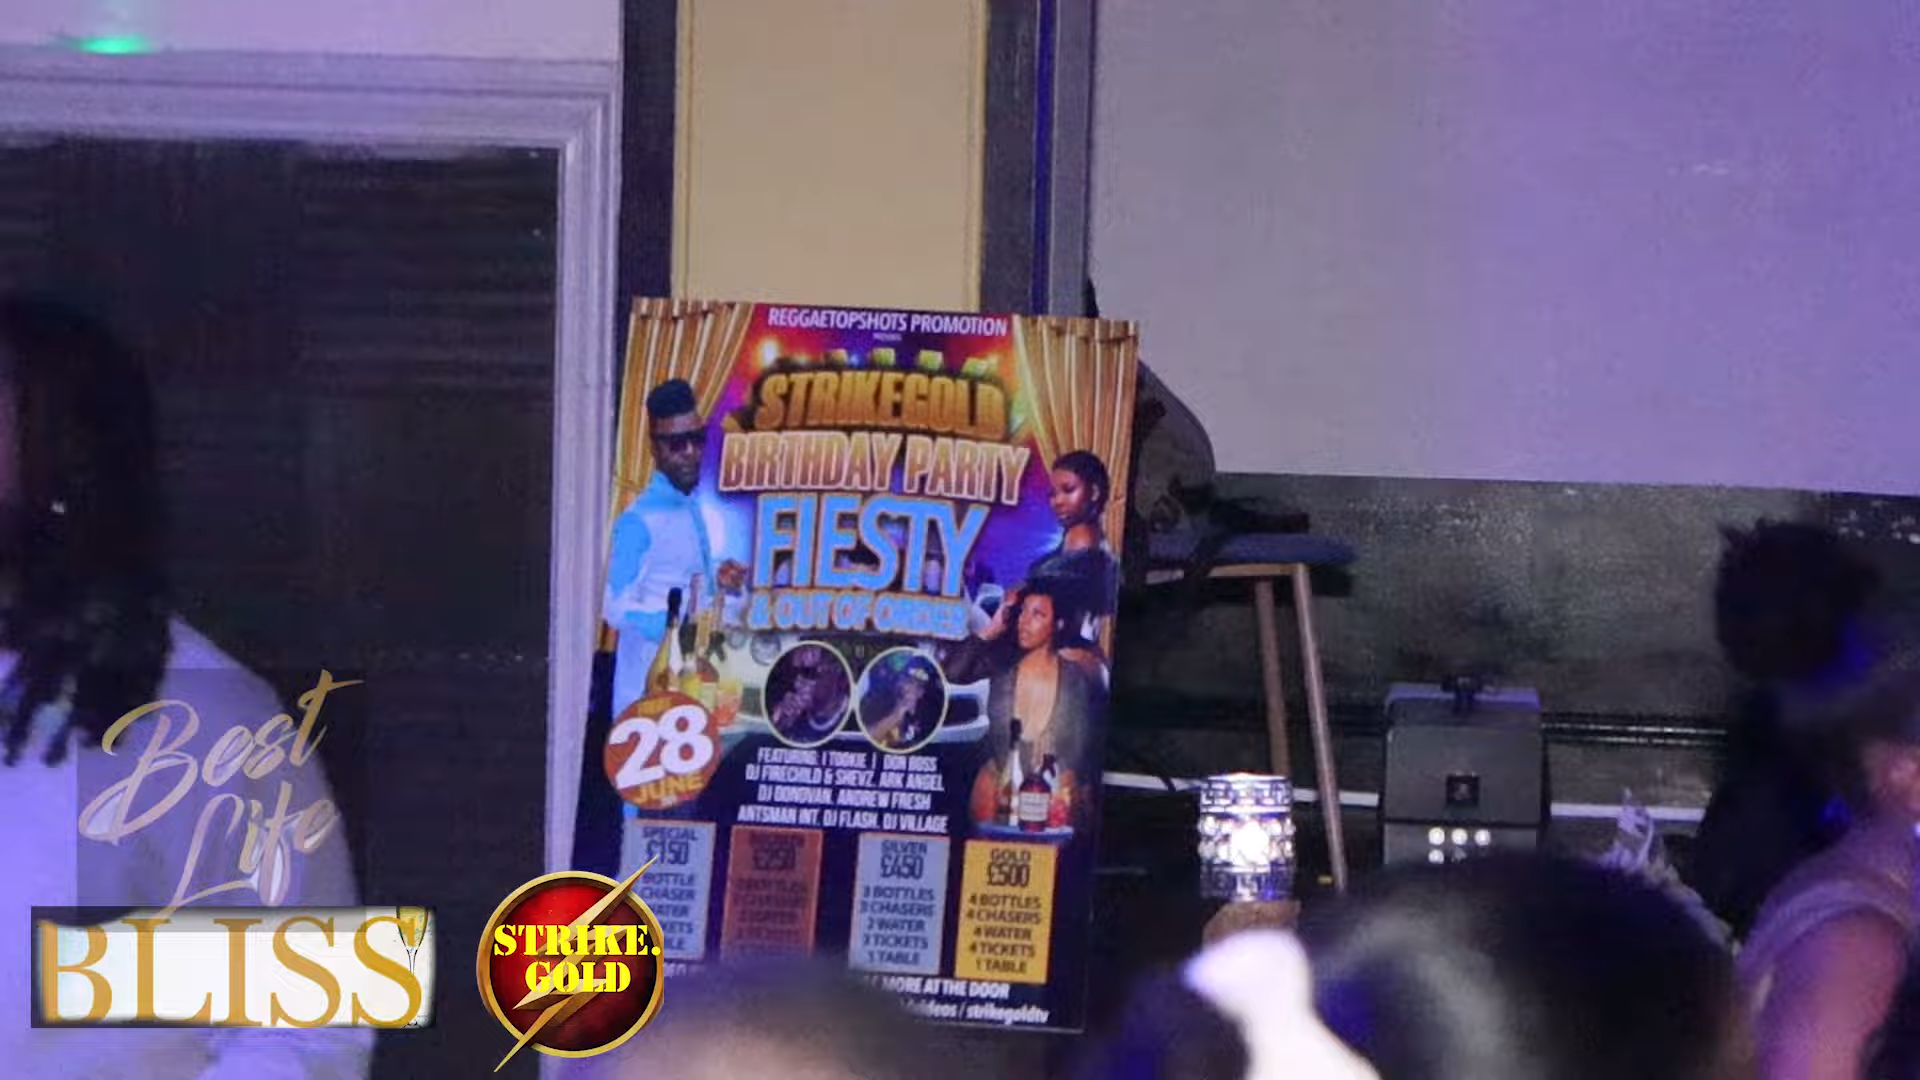 REGGAETOPSHOTS PROMOTION
STRIKEGOLD
BIRTHDAY PARTY
FIESTY
& OUT OF ORDER
28
JUNE
FEATURING: I TOOKIE | DON BOSS
DJ FIRECHILD & SHEVZ. ARK ANGEL
DJ DONOVAN. ANDREW FRESH
ANTSMAN INT. DJ FLASH. DJ VILLAGE
SPECIAL
£150
BOTTLE
CHASER
£250
SILVER
£450
3 BOTTLES
3 CHASERS
2 WATER
3 TICKETS
1 TABLE
GOLD
£500
4 BOTTLES
4 CHASERS
4 WATER
4 TICKETS
1 TABLE
MORE AT THE DOOR
/ strikegoldtv
Best
Life
BLISS
STRIKE.
GOLD